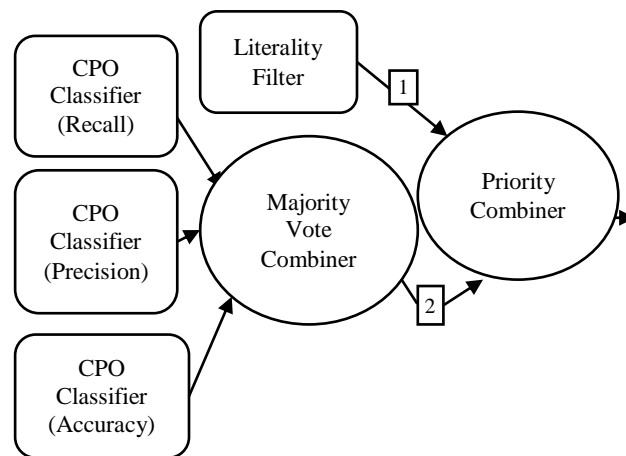 CPO
Classifier
(Recall)
CPO
Classifier
(Precision)
CPO
Classifier
(Accuracy)
Literality
Filter
Majority
Vote
Combiner
1
2
Priority
Combiner